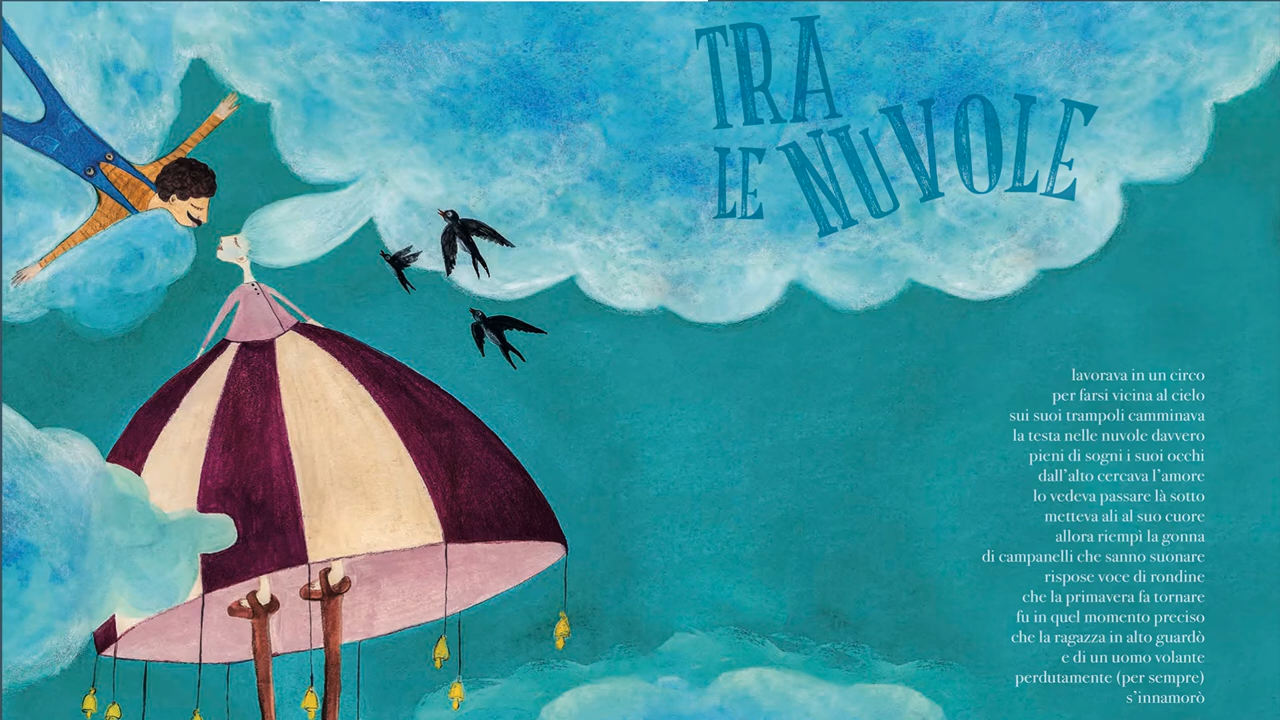 TRA
LE NUVOLE
lavorava in un circo
per farsi vicina al cielo
sui suoi trampoli camminava
la testa nelle nuvole davvero
pieni di sogni i suoi occhi
dall’alto cercava l’amore
lo vedeva passare là sotto
metteva ali al suo cuore
allora riempì la gonna
di campanelli che sanno suonare
rispose voce di rondine
che la primavera fa tornare
fu in quel momento preciso
che la ragazza in alto guardò
e di un uomo volante
perdutamente (per sempre)
s’innamorò